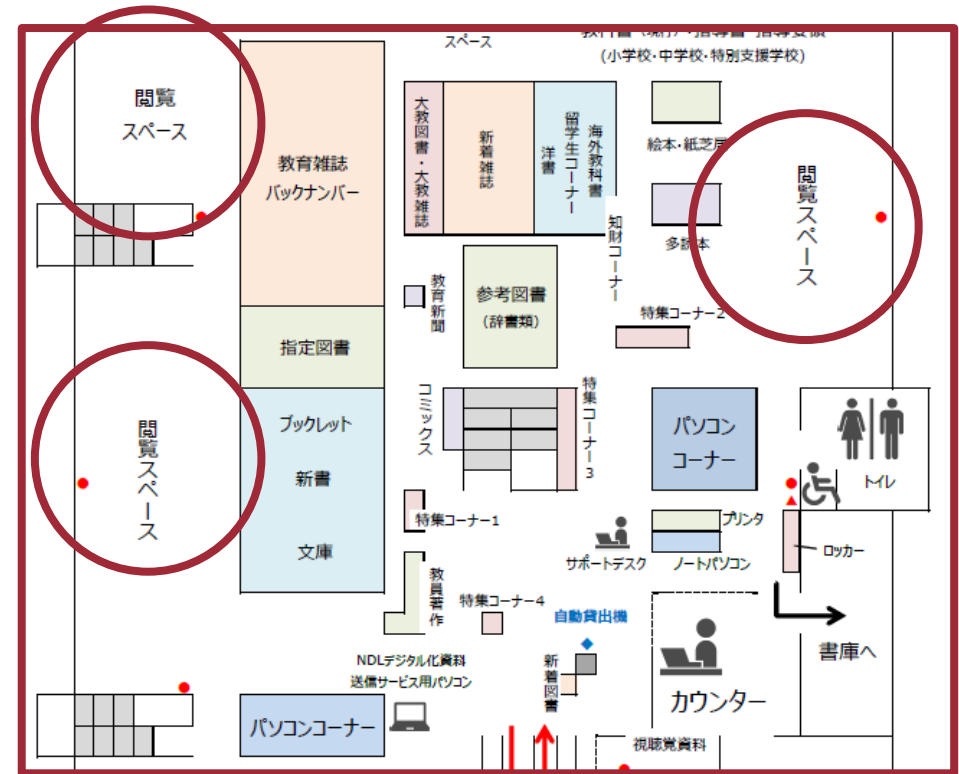 スペース
(小学校・中学校・特別支援学校)
閲覧
スペース
教育雑誌
バックナンバー
大教図書・大教雑誌
新着雑誌
洋書
留学生コーナー
海外教科書
絵本・紙芝居
閲覧スペース
多読本
知財コーナー
教育新聞
参考図書
(辞書類)
特集コーナー2
指定図書
ブックレット
新書
文庫
コミックス
特集コーナー3
パソコン
コーナー
トイレ
閲覧スペース
特集コーナー1
プリンタ
サポートデスク
ノートパソコン
ロッカー
教員著作
特集コーナー4
自動貸出機
書庫へ
NDLデジタル化資料
送信サービス用パソコン
新着図書
カウンター
パソコンコーナー
視聴覚資料